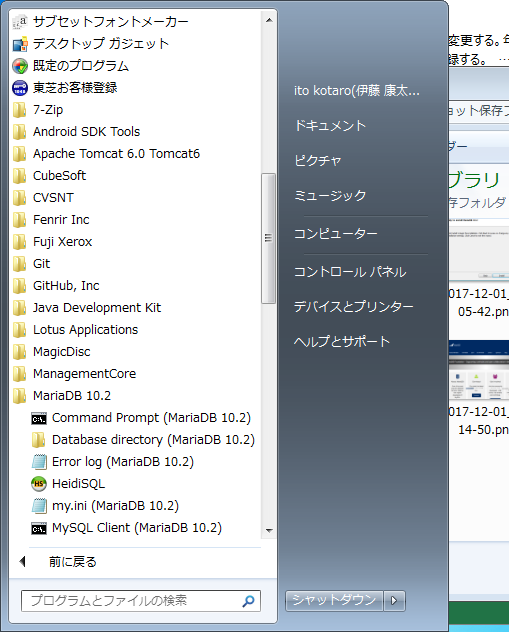 サブセットフォントメーカー
デスクトップ ガジェット
既定のプログラム
東芝お客様登録
7-Zip
Android SDK Tools
Apache Tomcat 6.0 Tomcat6
CubeSoft
CVSNT
Fenrir Inc
Fuji Xerox
Git
GitHub, Inc
Java Development Kit
Lotus Applications
MagicDisc
ManagementCore
MariaDB 10.2
Command Prompt (MariaDB 10.2)
Database directory (MariaDB 10.2)
Error log (MariaDB 10.2)
HeidiSQL
my.ini (MariaDB 10.2)
MySQL Client (MariaDB 10.2)
前に戻る
プログラムとファイルの検索
ito kotaro(伊藤 康太...
ドキュメント
ピクチャ
ミュージック
コンピューター
コントロール パネル
デバイスとプリンター
ヘルプとサポート
シャットダウン
変更する。
録する。 …
ョット保存フ
ダー
ブラリ
存フォルダ
017-12-01_
05-42.pn
017-12-01_
14-50.pn